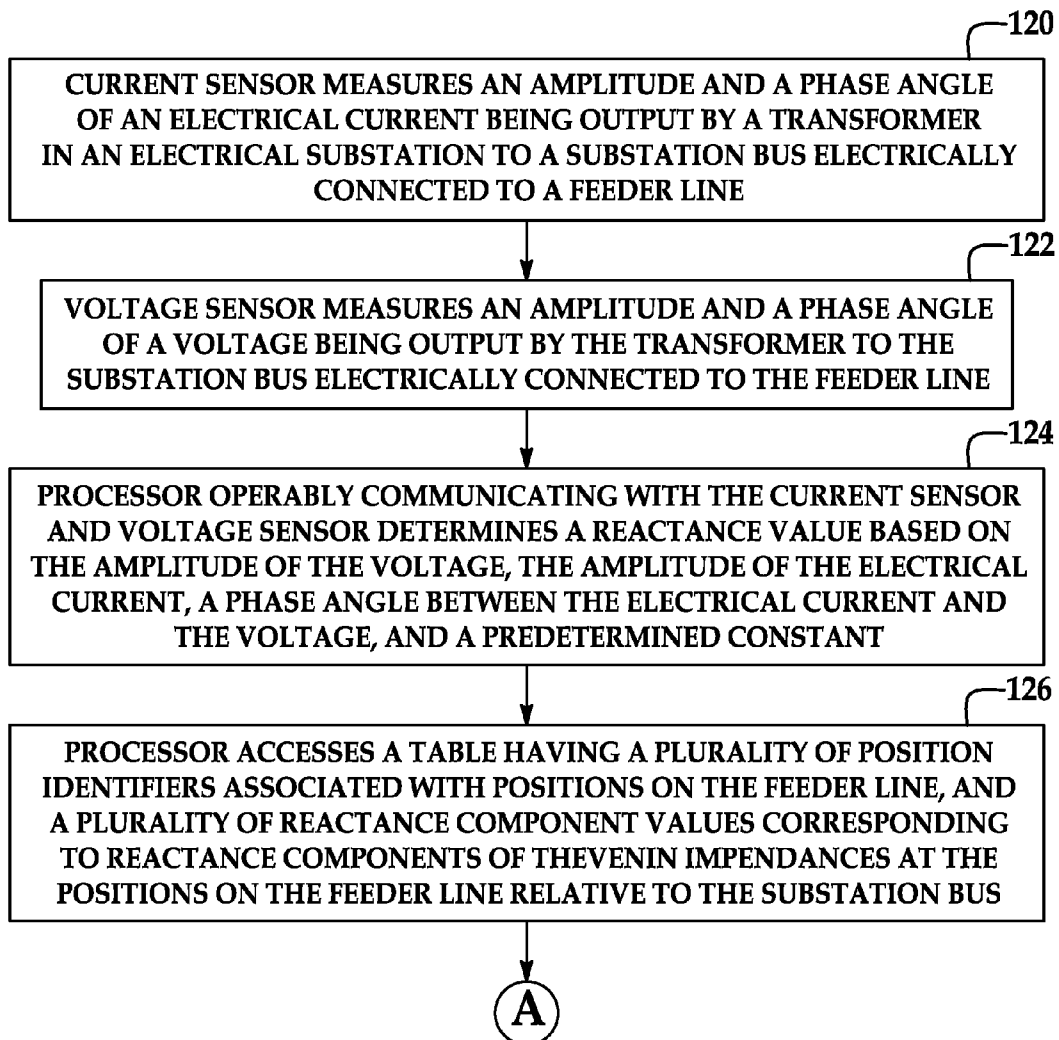 120
CURRENT SENSOR MEASURES AN AMPLITUDE AND A PHASE ANGLE
OF AN ELECTRICAL CURRENT BEING OUTPUT BY A TRANSFORMER
IN AN ELECTRICAL SUBSTATION TO A SUBSTATION BUS ELECTRICALLY
CONNECTED TO A FEEDER LINE
122
VOLTAGE SENSOR MEASURES AN AMPLITUDE AND A PHASE ANGLE
OF A VOLTAGE BEING OUTPUT BY THE TRANSFORMER TO THE
SUBSTATION BUS ELECTRICALLY CONNECTED TO THE FEEDER LINE
124
PROCESSOR OPERABLY COMMUNICATING WITH THE CURRENT SENSOR
AND VOLTAGE SENSOR DETERMINES A REACTANCE VALUE BASED ON
THE AMPLITUDE OF THE VOLTAGE, THE AMPLITUDE OF THE ELECTRICAL
CURRENT, A PHASE ANGLE BETWEEN THE ELECTRICAL CURRENT AND
THE VOLTAGE, AND A PREDETERMINED CONSTANT
126
PROCESSOR ACCESSES A TABLE HAVING A PLURALITY OF POSITION
IDENTIFIERS ASSOCIATED WITH POSITIONS ON THE FEEDER LINE, AND
A PLURALITY OF REACTANCE COMPONENT VALUES CORRESPONDING
TO REACTANCE COMPONENTS OF THEVENIN IMPENDANCES AT THE
POSITIONS ON THE FEEDER LINE RELATIVE TO THE SUBSTATION BUS
A